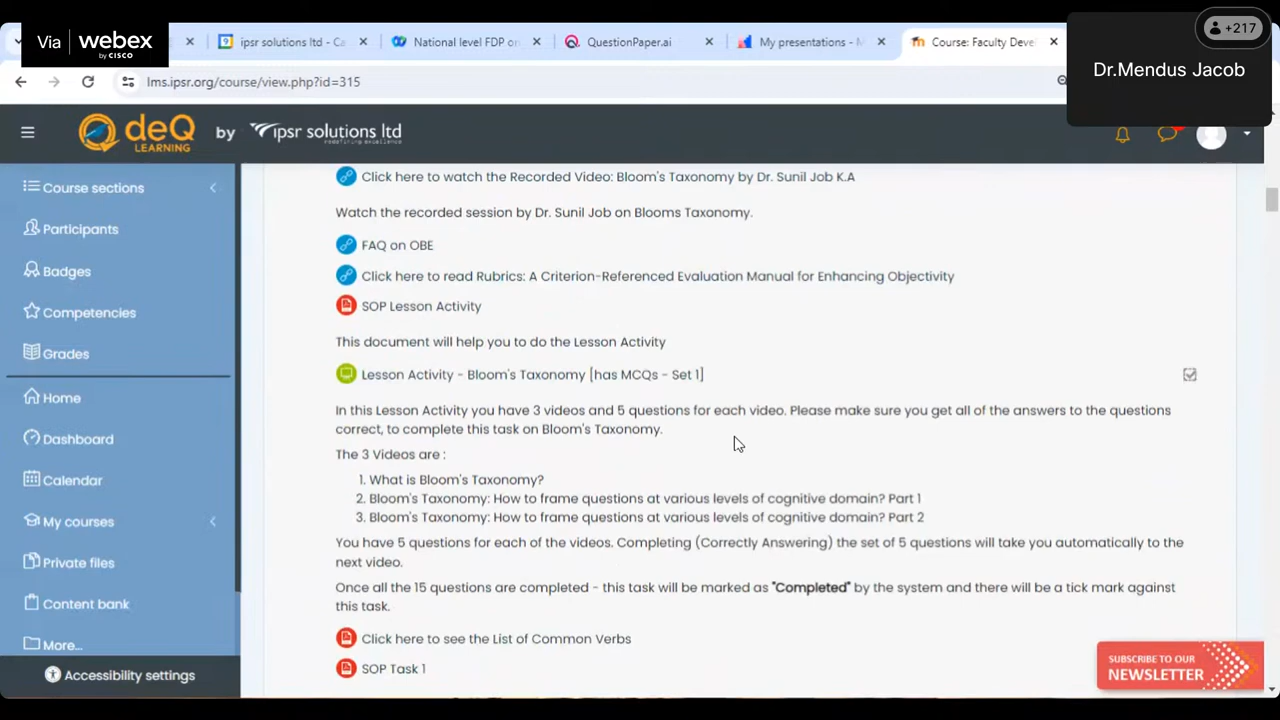 Via webex
by CISCO
ipsr solutions ltd - Ca
National level FDP on
QuestionPaper.ai
My presentations - M
Course: Faculty Deve
+217
Dr.Mendus Jacob
lms.ipsr.org/course/view.php?id=315
deQ
LEARNING
by
ipsr solutions ltd
redefining excellence
Course sections
Participants
Badges
Competencies
Grades
Home
Dashboard
Calendar
My courses
Private files
Content bank
More...
Accessibility settings
Click here to watch the Recorded Video: Bloom's Taxonomy by Dr. Sunil Job K.A
Watch the recorded session by Dr. Sunil Job on Blooms Taxonomy.
FAQ on OBE
Click here to read Rubrics: A Criterion-Referenced Evaluation Manual for Enhancing Objectivity
SOP Lesson Activity
This document will help you to do the Lesson Activity
Lesson Activity - Bloom's Taxonomy [has MCQs - Set 1]
In this Lesson Activity you have 3 videos and 5 questions for each video. Please make sure you get all of the answers to the questions
correct, to complete this task on Bloom's Taxonomy.
The 3 Videos are :
1. What is Bloom's Taxonomy?
2. Bloom's Taxonomy: How to frame questions at various levels of cognitive domain? Part 1
3. Bloom's Taxonomy: How to frame questions at various levels of cognitive domain? Part 2
You have 5 questions for each of the videos. Completing (Correctly Answering) the set of 5 questions will take you automatically to the
next video.
Once all the 15 questions are completed - this task will be marked as "Completed" by the system and there will be a tick mark against
this task.
Click here to see the List of Common Verbs
SOP Task 1
SUBSCRIBE TO OUR
NEWSLETTER